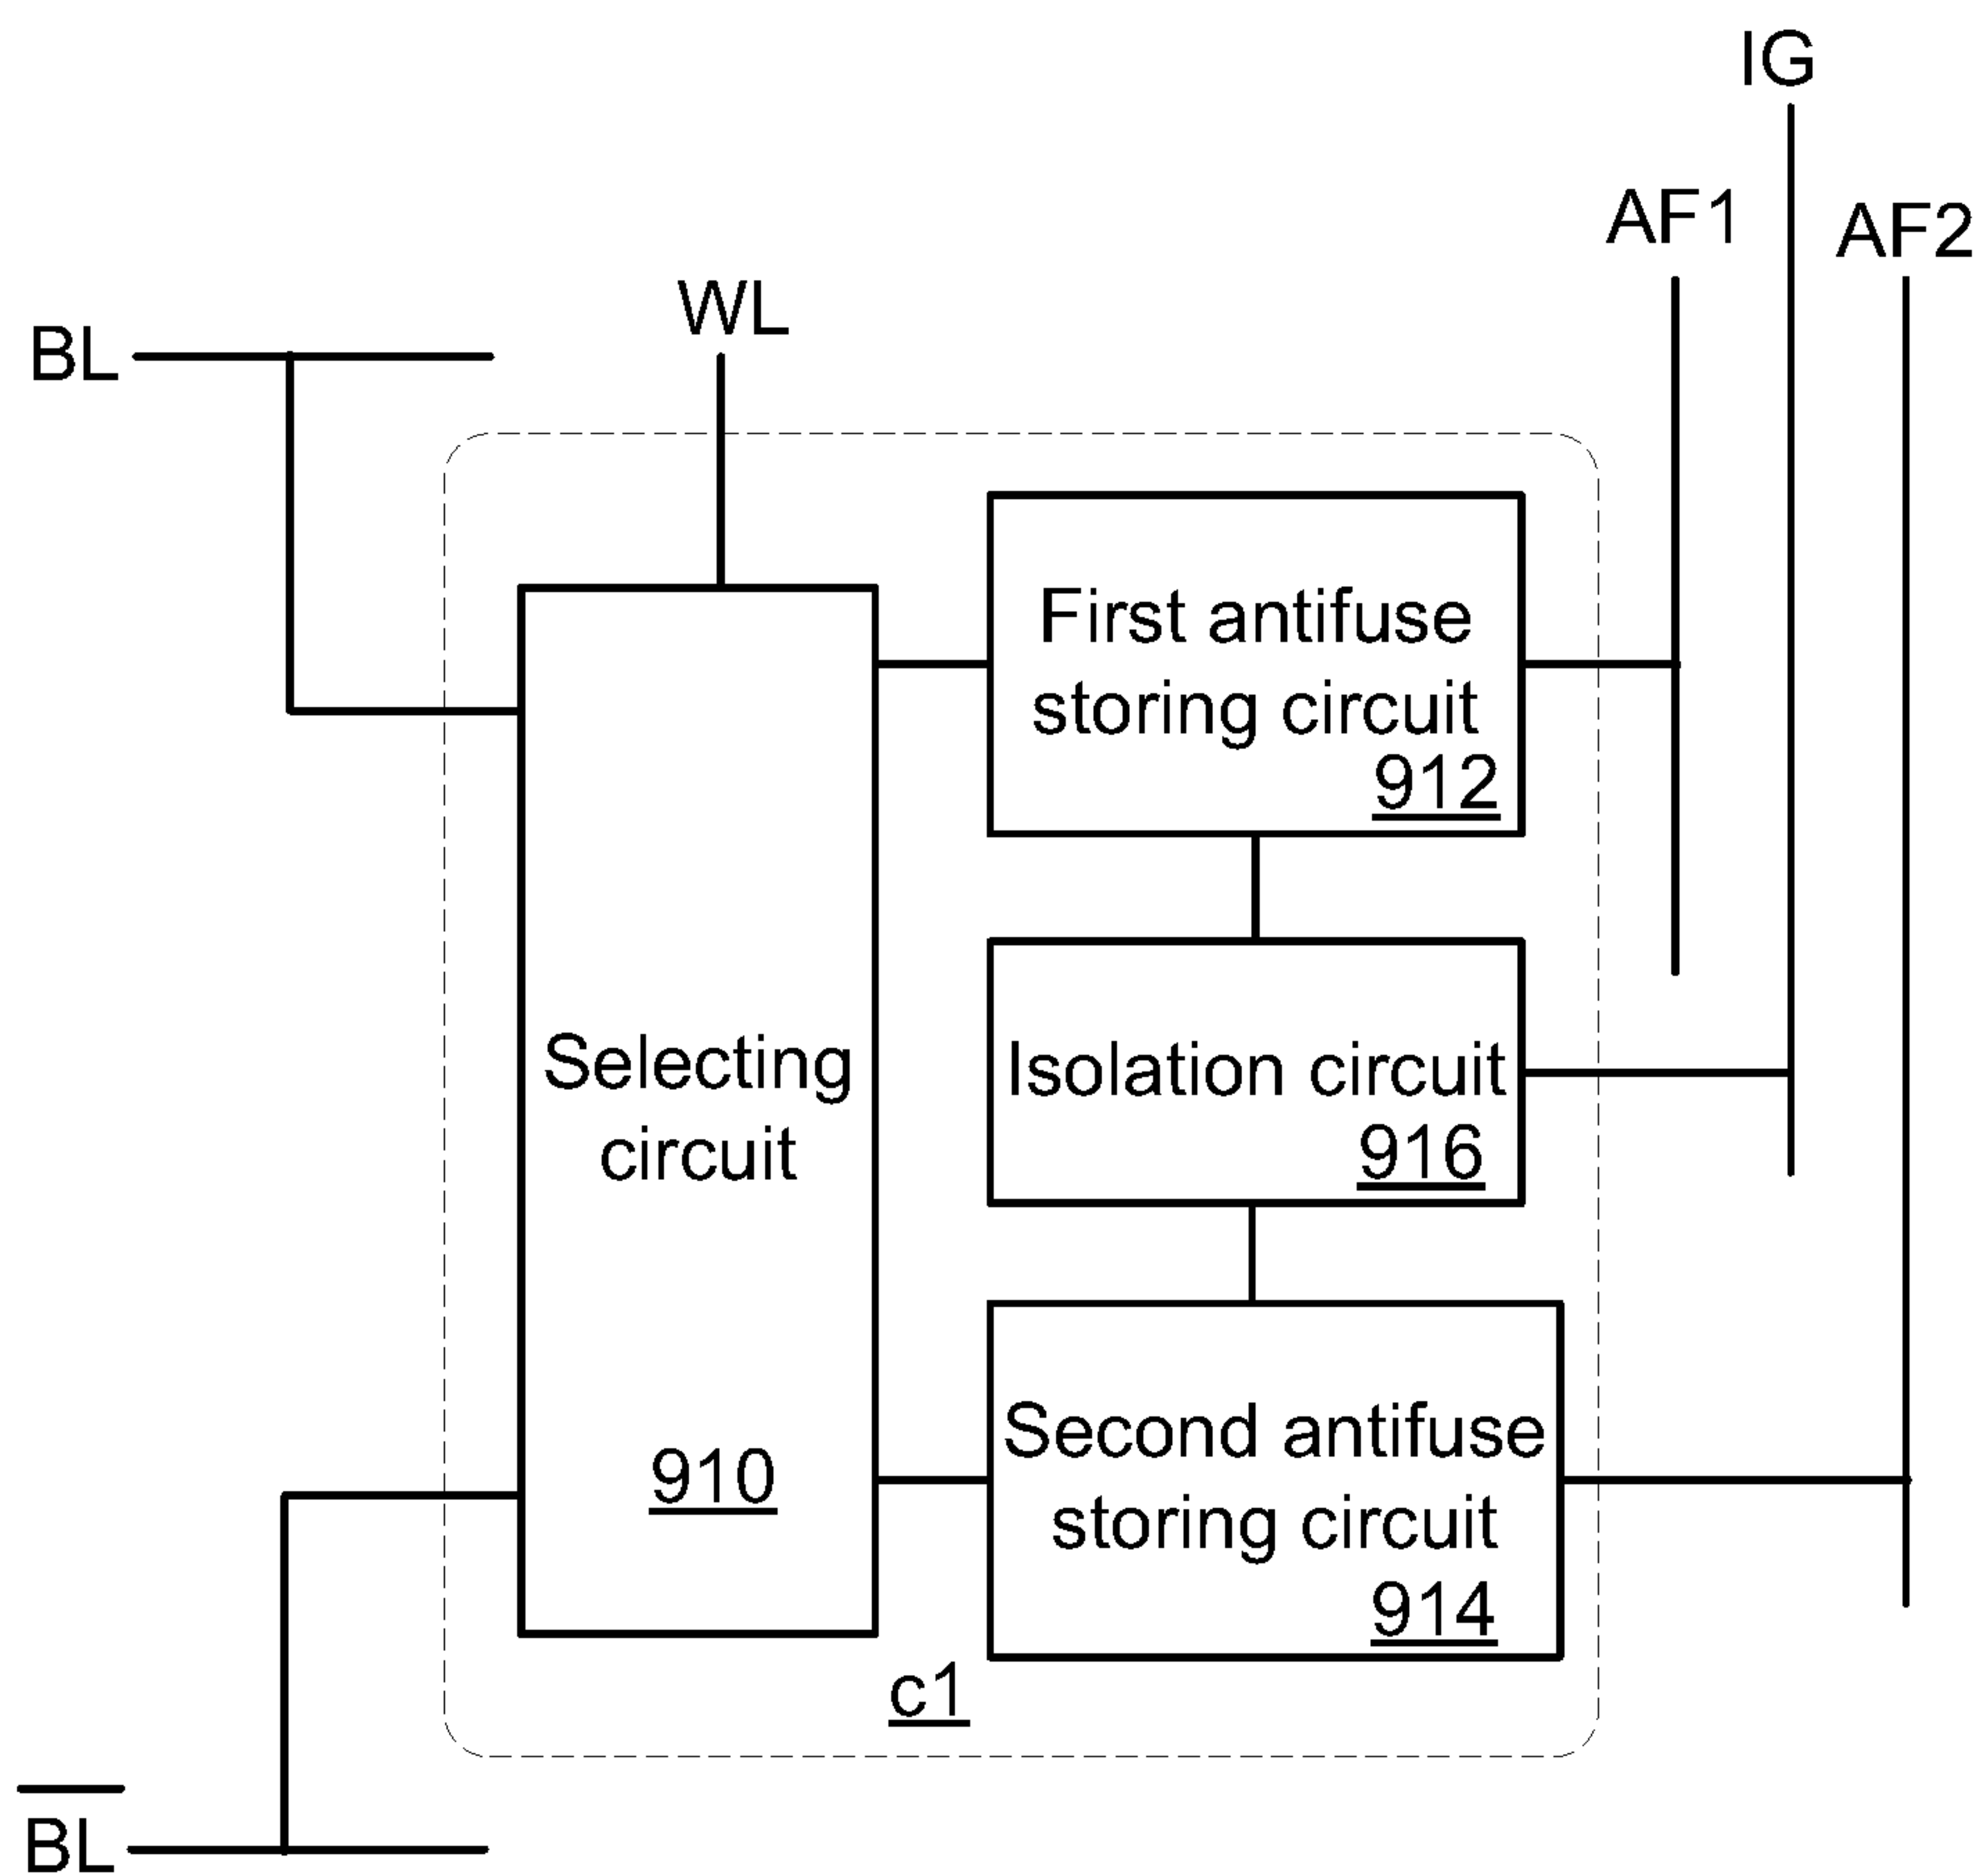 IG
AF1
AF2
WL
BL
First antifuse
storing circuit
912
Selecting
circuit
910
Isolation circuit
916
Second antifuse
storing circuit
914
c1
B̅L̅